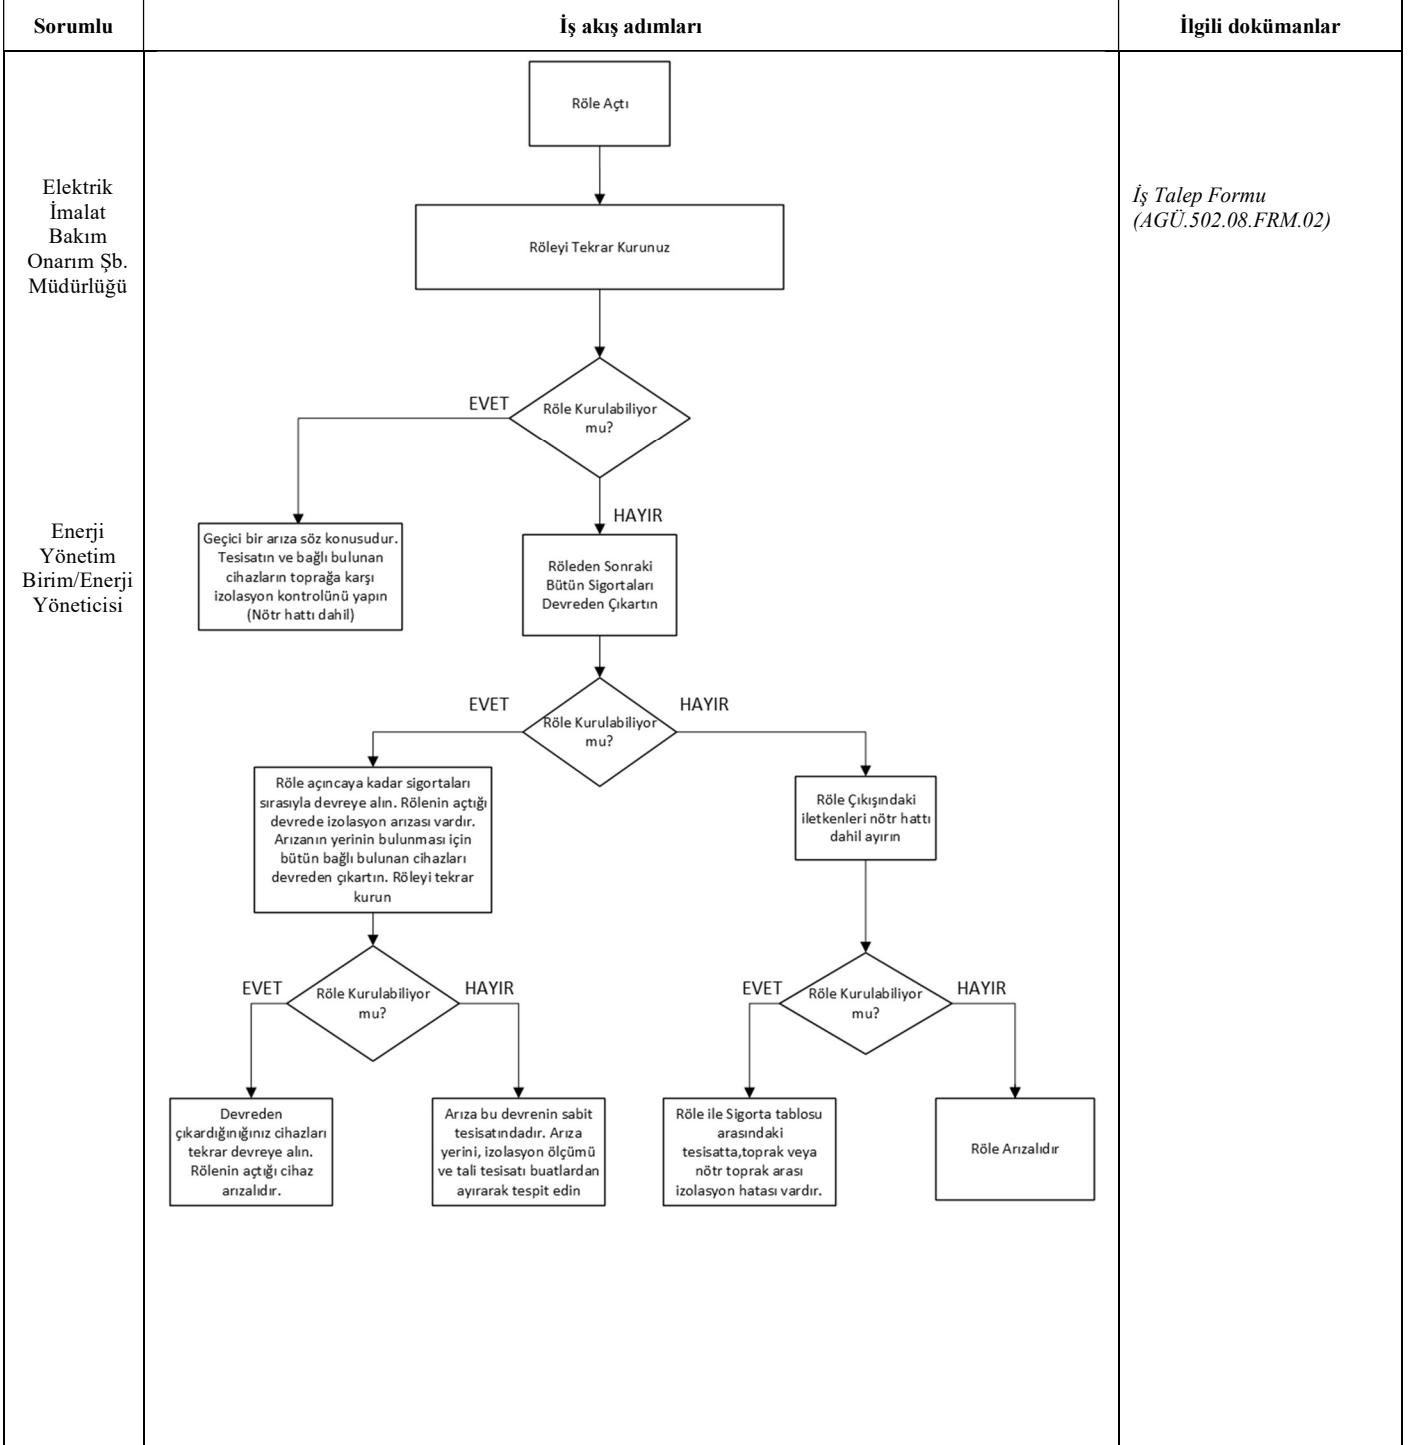 Sorumlu
İş akış adımları
İlgili dokümanlar
Elektrik
İmalat
Bakım
Onarım Şb.
Müdürlüğü
Enerji
Yönetim
Birim/Enerji
Yöneticisi
Röle Açtı
Röleyi Tekrar Kurunuz
Röle Kurulabiliyor
mu?
EVET
HAYIR
Geçici bir arıza söz konusudur.
Tesisatın ve bağlı bulunan
cihazların toprağa karşı
izolasyon kontrolünü yapın
(Nötr hattı dahil)
Röleden Sonraki
Bütün Sigortaları
Devreden Çıkartın
Röle Kurulabiliyor
mu?
EVET
HAYIR
Röle açıncaya kadar sigortaları
sırasıyla devreye alın. Rölenin açtığı
devrede izolasyon arızası vardır.
Arızanın yerinin bulunması için
bütün bağlı bulunan cihazları
devreden çıkartın. Röleyi tekrar
kurun
Röle Çıkışındaki
iletkenleri nötr hattı
dahil ayırın
Röle Kurulabiliyor
mu?
EVET
HAYIR
Röle Kurulabiliyor
mu?
EVET
HAYIR
Devreden
çıkardığınığınız cihazları
tekrar devreye alın.
Rölenin açtığı cihaz
arızalıdır.
Arıza bu devrenin sabit
tesisatındadır. Arıza
yerini, izolasyon ölçümü
ve tali tesisatı buatlardan
ayırarak tespit edin
Röle ile Sigorta tablosu
arasındaki
tesisatta,toprak veya
nötr toprak arası
izolasyon hatası vardır.
Röle Arızalıdır
İş Talep Formu
(AGÜ.502.08.FRM.02)